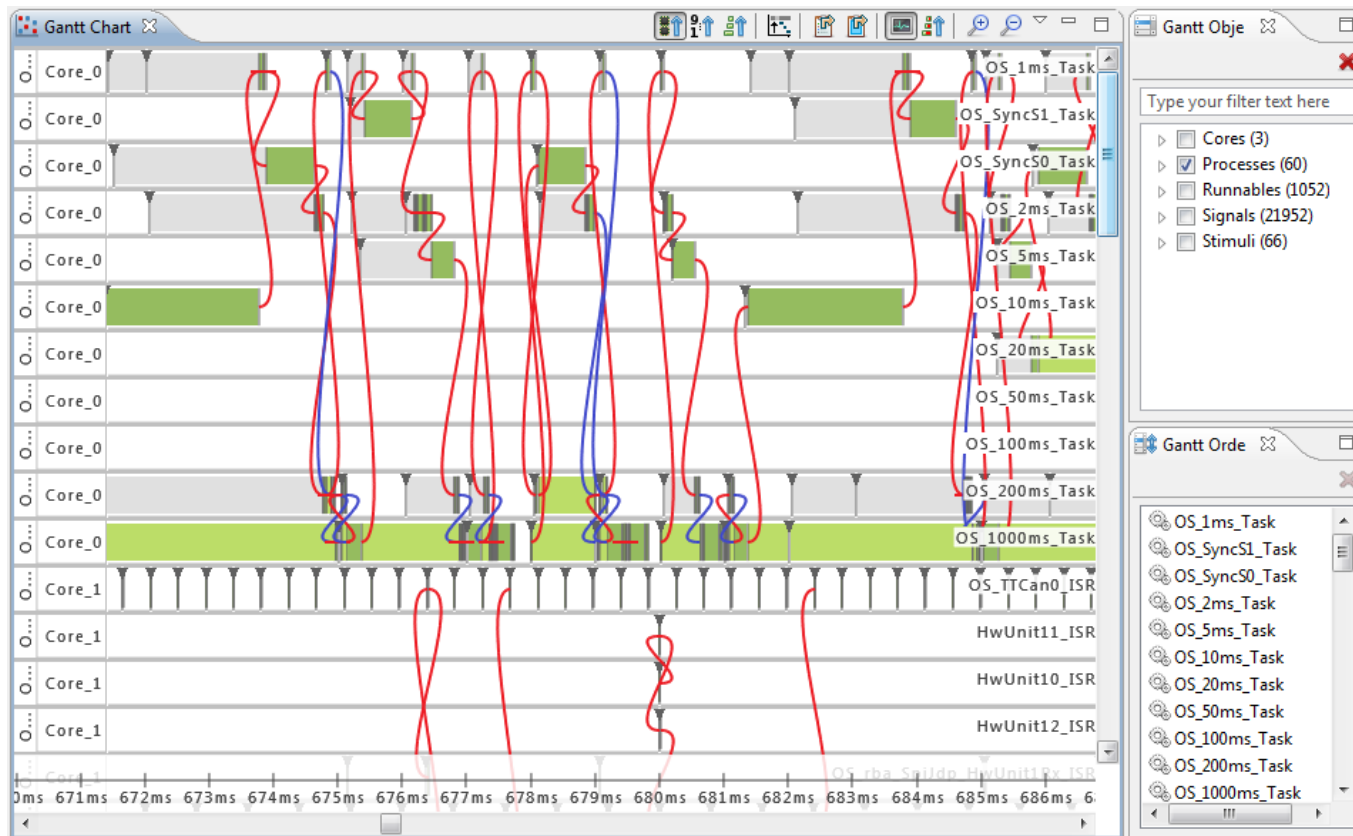 Gantt Chart
Core_0 OS_1ms_Task
Core_0 OS_SyncS1_Task
Core_0 OS_SyncS0_Task
Core_0 OS_2ms_Task
Core_0 OS_5ms_Task
Core_0 OS_10ms_Task
Core_0 OS_20ms_Task
Core_0 OS_50ms_Task
Core_0 OS_100ms_Task
Core_0 OS_200ms_Task
Core_0 OS_1000ms_Task
Core_1 OS_TTCan0_ISR
Core_1 HwUnit11_ISR
Core_1 HwUnit10_ISR
Core_1 HwUnit12_ISR
Core_1 OS_rba_SpiJdp_HwUnit1Rx_ISR
0ms 671ms 672ms 673ms 674ms 675ms 676ms 677ms 678ms 679ms 680ms 681ms 682ms 683ms 684ms 685ms 686ms
Gantt Obje
Type your filter text here
Cores (3)
Processes (60)
Runnables (1052)
Signals (21952)
Stimuli (66)
Gantt Orde
OS_1ms_Task
OS_SyncS1_Task
OS_SyncS0_Task
OS_2ms_Task
OS_5ms_Task
OS_10ms_Task
OS_20ms_Task
OS_50ms_Task
OS_100ms_Task
OS_200ms_Task
OS_1000ms_Task